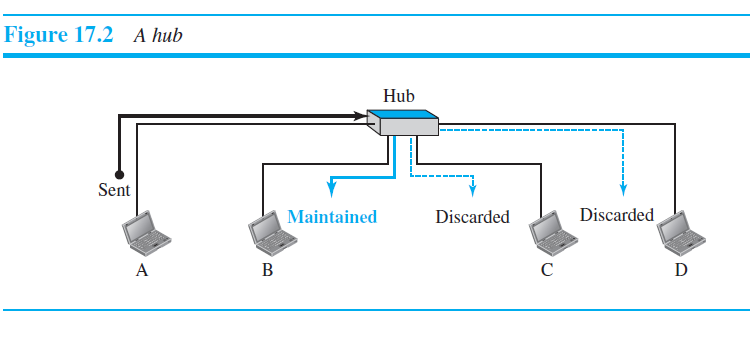 Figure 17.2 A hub
Hub
Sent
Maintained
Discarded
Discarded
A
B
C
D